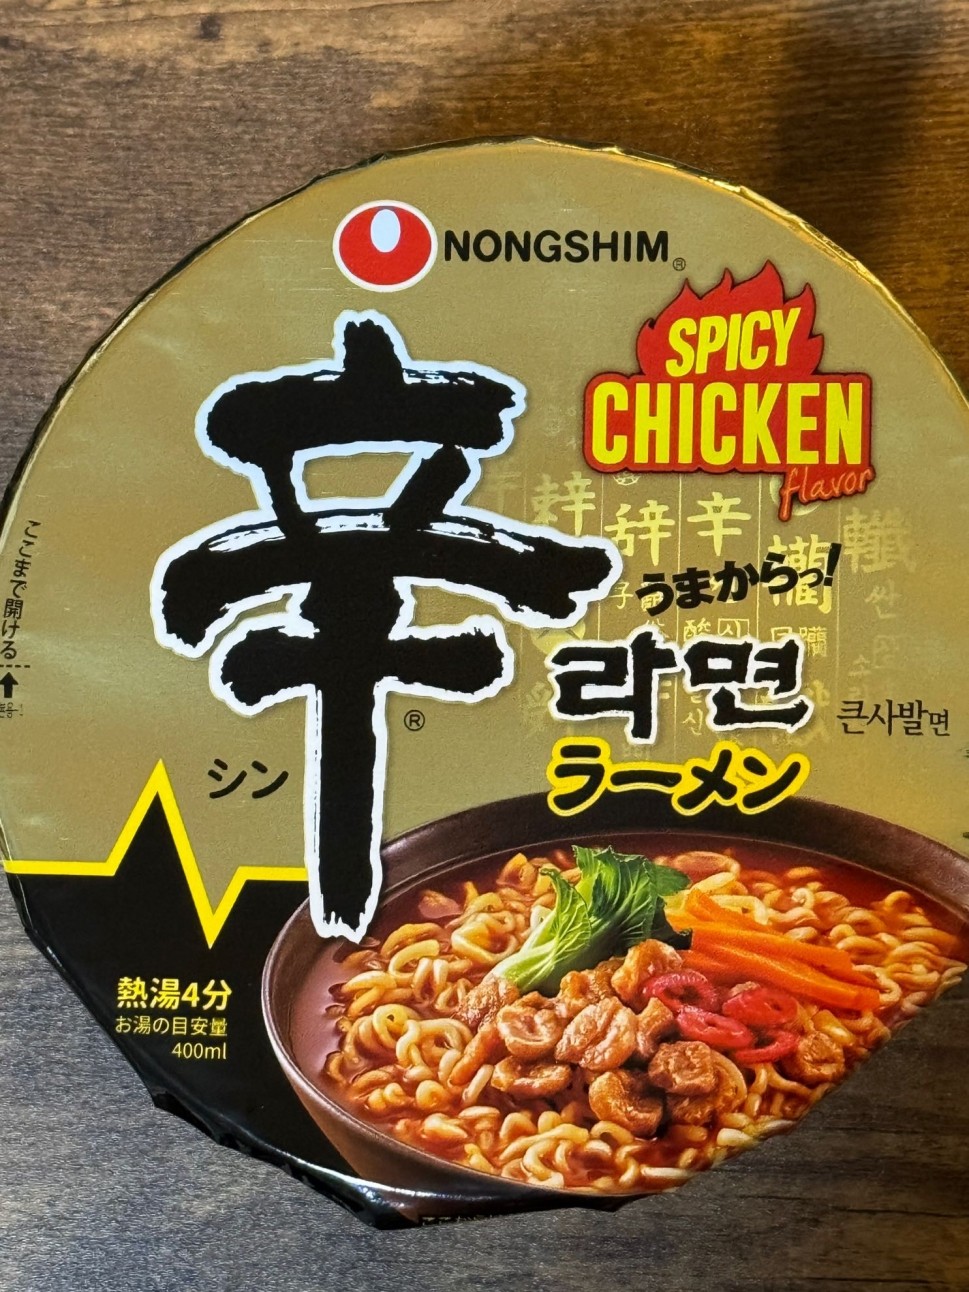 NONGSHIM®
SPICY
CHICKEN
flavor
辛®
シン
うまからっ!
라면
큰사발면
ラーメン
ここまで開ける
熱湯4分
お湯の目安量
400ml